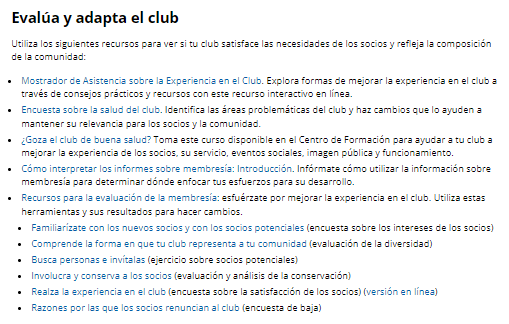 Evalúa y adapta el club
Utiliza los siguientes recursos para ver si tu club satisface las necesidades de los socios y refleja la composición
de la comunidad:
• Mostrador de Asistencia sobre la Experiencia en el Club. Explora formas de mejorar la experiencia en el club a
través de consejos prácticos y recursos con este recurso interactivo en línea.
• Encuesta sobre la salud del club. Identifica las áreas problemáticas del club y haz cambios que lo ayuden a
mantener su relevancia para los socios y la comunidad.
• ¿Goza el club de buena salud? Toma este curso disponible en el Centro de Formación para ayudar a tu club a
mejorar la experiencia de los socios, su servicio, eventos sociales, imagen pública y funcionamiento.
• Cómo interpretar los informes sobre membresía: Introducción. Infórmate cómo utilizar la información sobre
membresía para determinar dónde enfocar tus esfuerzos para su desarrollo.
• Recursos para la evaluación de la membresía: esfuérzate por mejorar la experiencia en el club. Utiliza estas
herramientas y sus resultados para hacer cambios.
• Familiarízate con los nuevos socios y con los socios potenciales (encuesta sobre los intereses de los socios)
• Comprende la forma en que tu club representa a tu comunidad (evaluación de la diversidad)
• Busca personas e invítalas (ejercicio sobre socios potenciales)
• Involucra y conserva a los socios (evaluación y análisis de la conservación)
• Realza la experiencia en el club (encuesta sobre la satisfacción de los socios) (versión en línea)
• Razones por las que los socios renuncian al club (encuesta de baja)